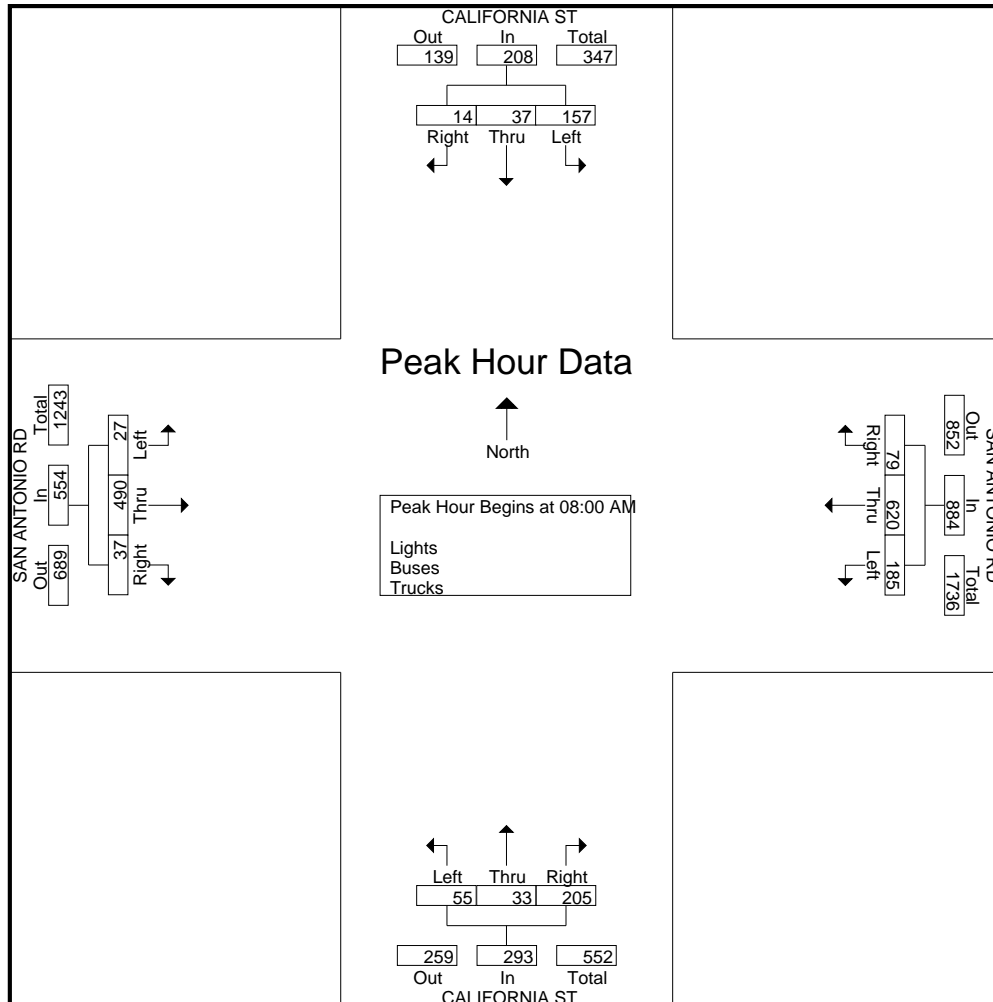 CALIFORNIA ST
Out In Total
139 208 347
14 37 157
Right Thru Left
Peak Hour Data
North
Peak Hour Begins at 08:00 AM
Lights
Buses
Trucks
SAN ANTONIO RD
Total In Out
1243 554 689
27 490 37
Left Thru Right
SAN ANTONIO RD
Out In Total
852 884 1736
79 620 185
Right Thru Left
Left Thru Right
55 33 205
259 293 552
Out In Total
CALIFORNIA ST